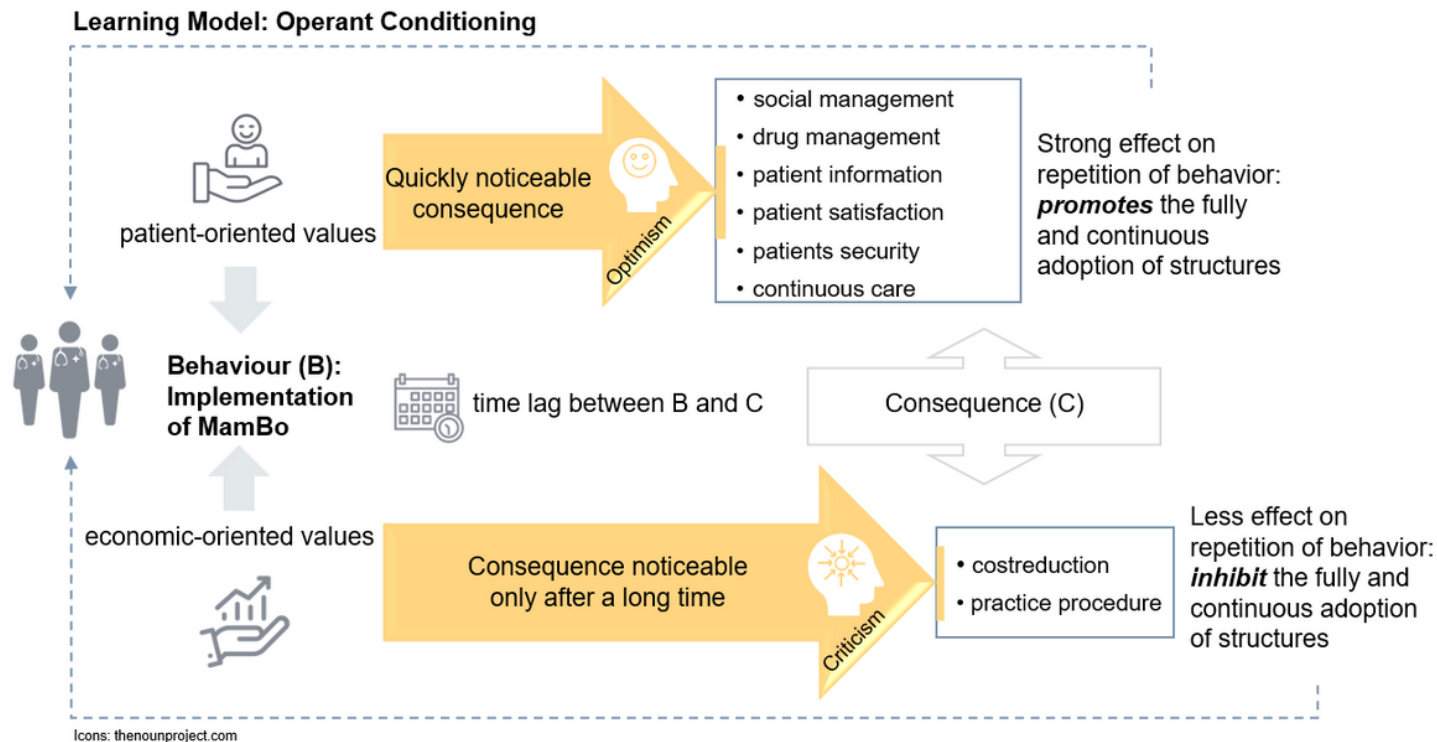 Learning Model: Operant Conditioning
patient-oriented values
Quickly noticeable
consequence
Optimism
• social management
• drug management
• patient information
• patient satisfaction
• patients security
• continuous care
Strong effect on
repetition of behavior:
promotes the fully
and continuous
adoption of structures
Behaviour (B):
Implementation
of MamBo
time lag between B and C
Consequence (C)
economic-oriented values
Consequence noticeable
only after a long time
Criticism
• costreduction
• practice procedure
Less effect on
repetition of behavior:
inhibit the fully and
continuous adoption
of structures
Icons: thenounproject.com